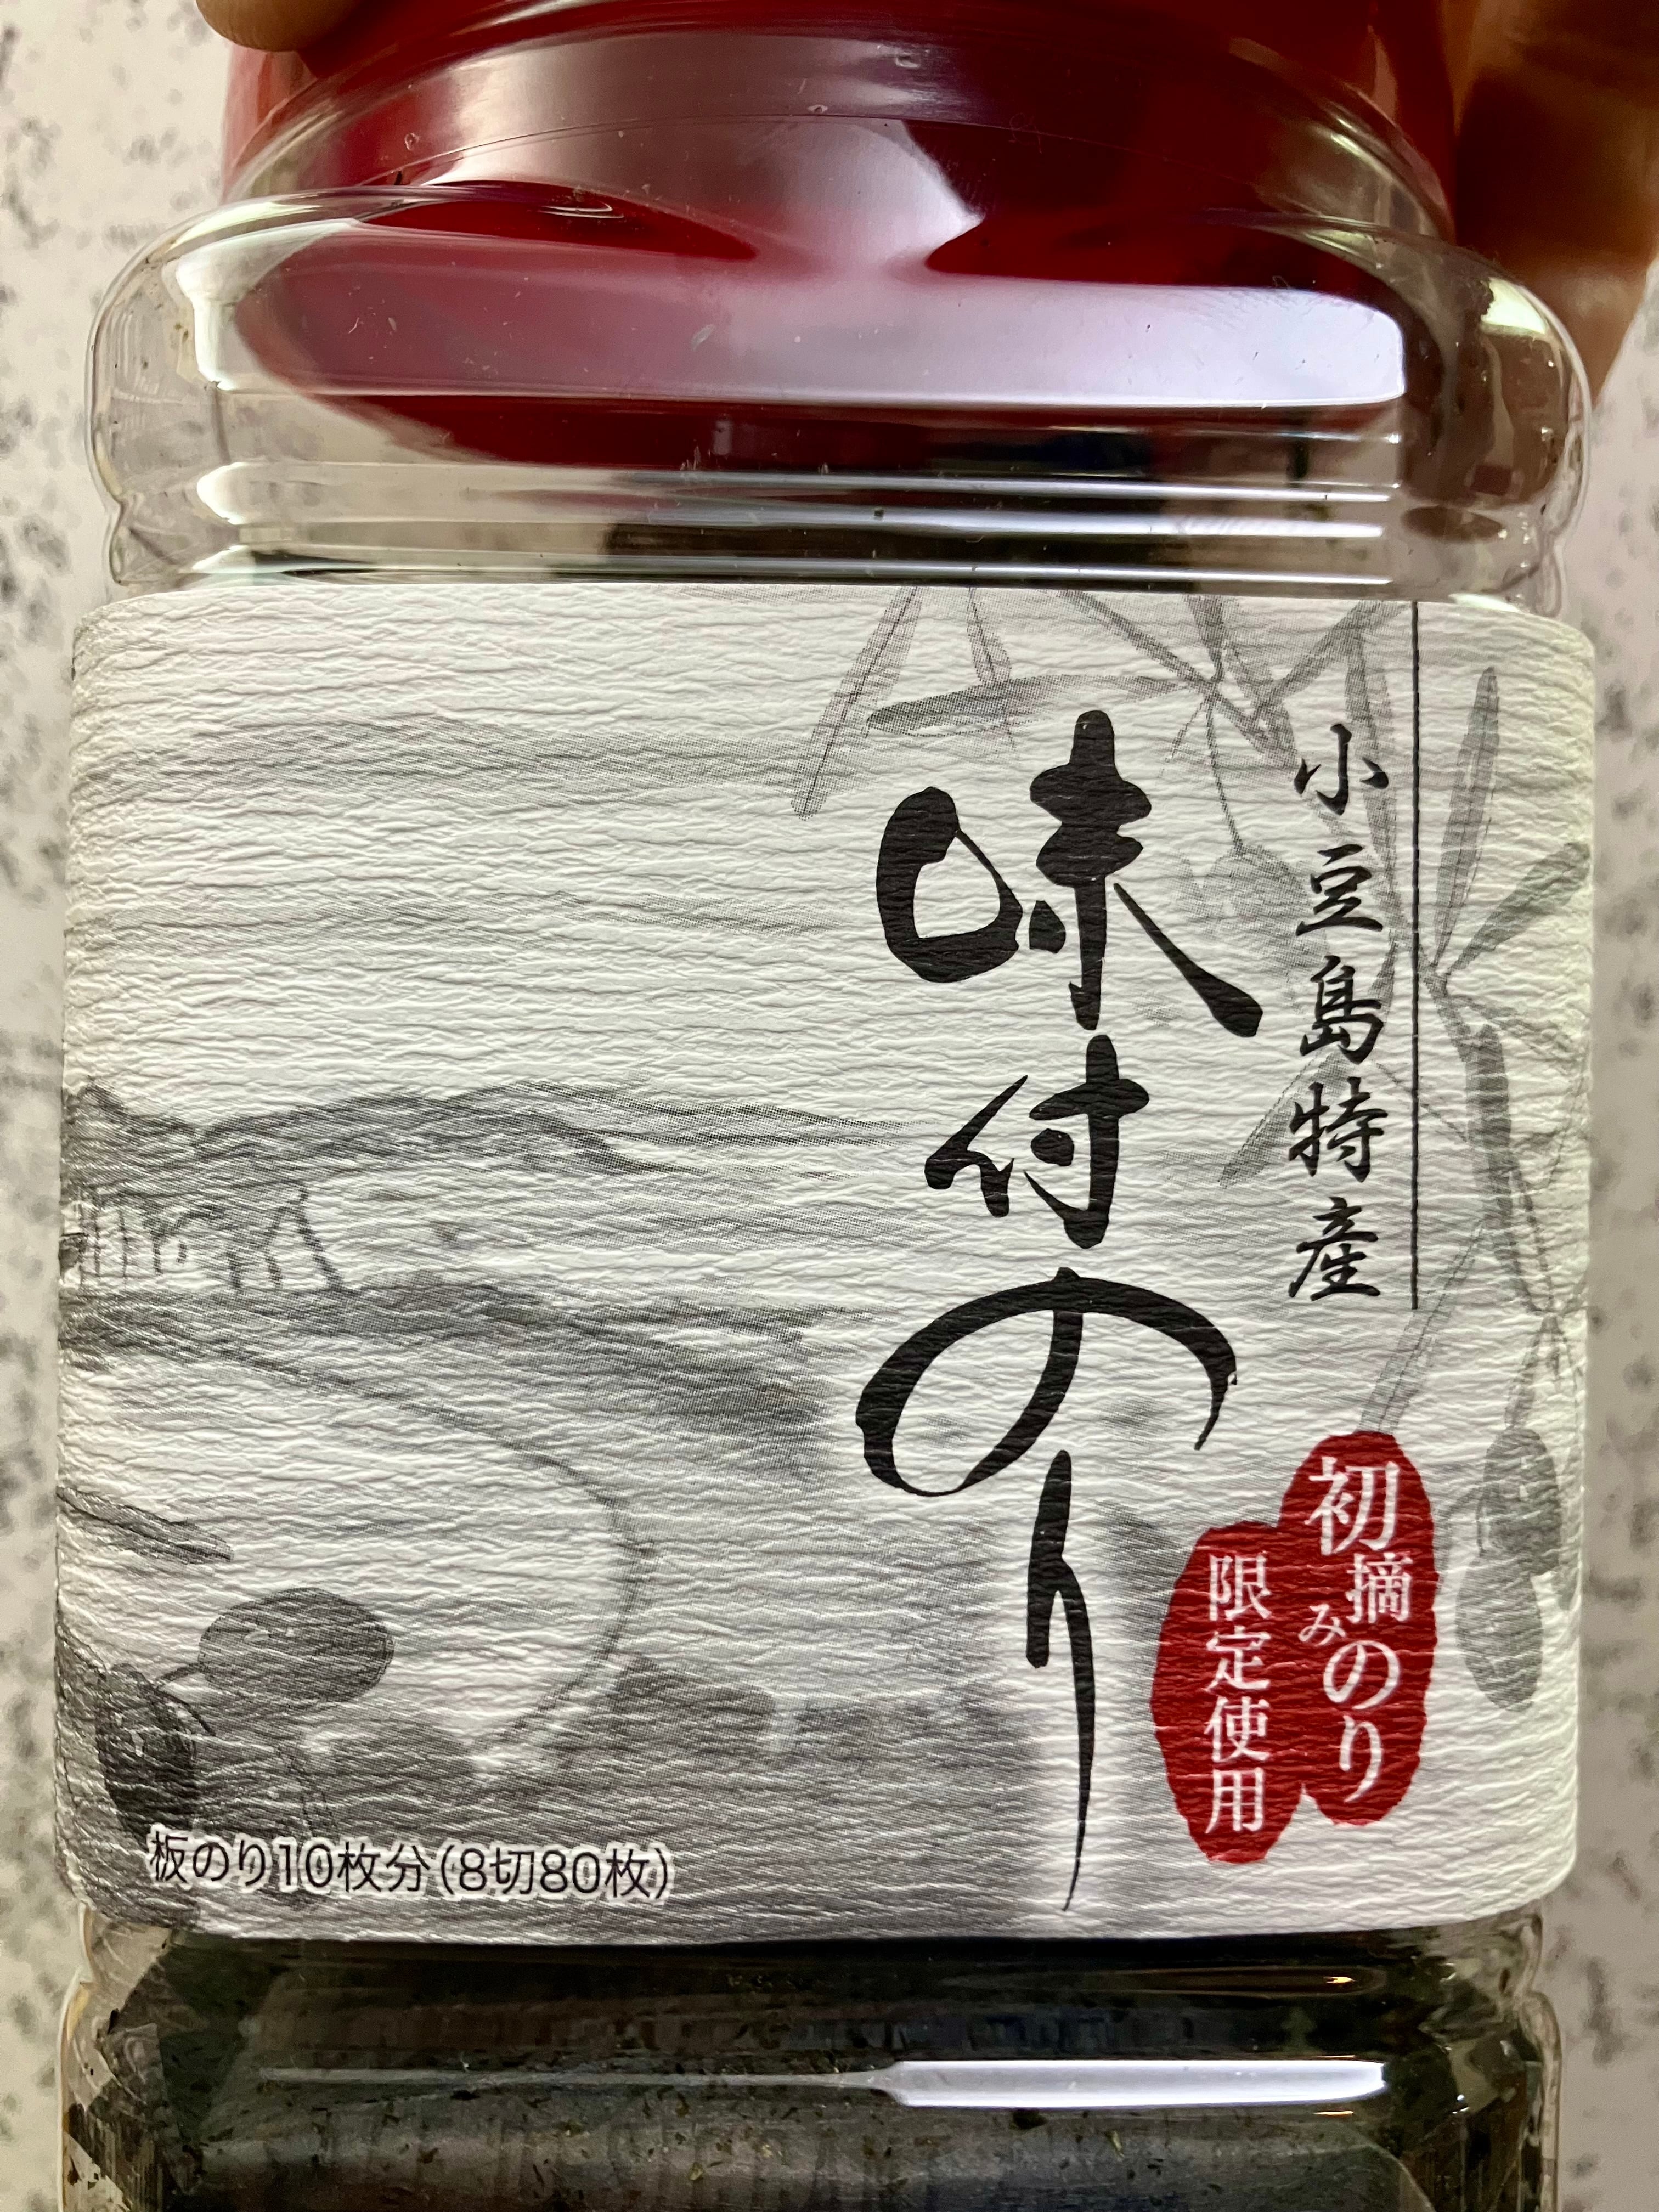 小豆島特産
味付のり
初摘みのり
限定使用
板のり10枚分(8切80枚)